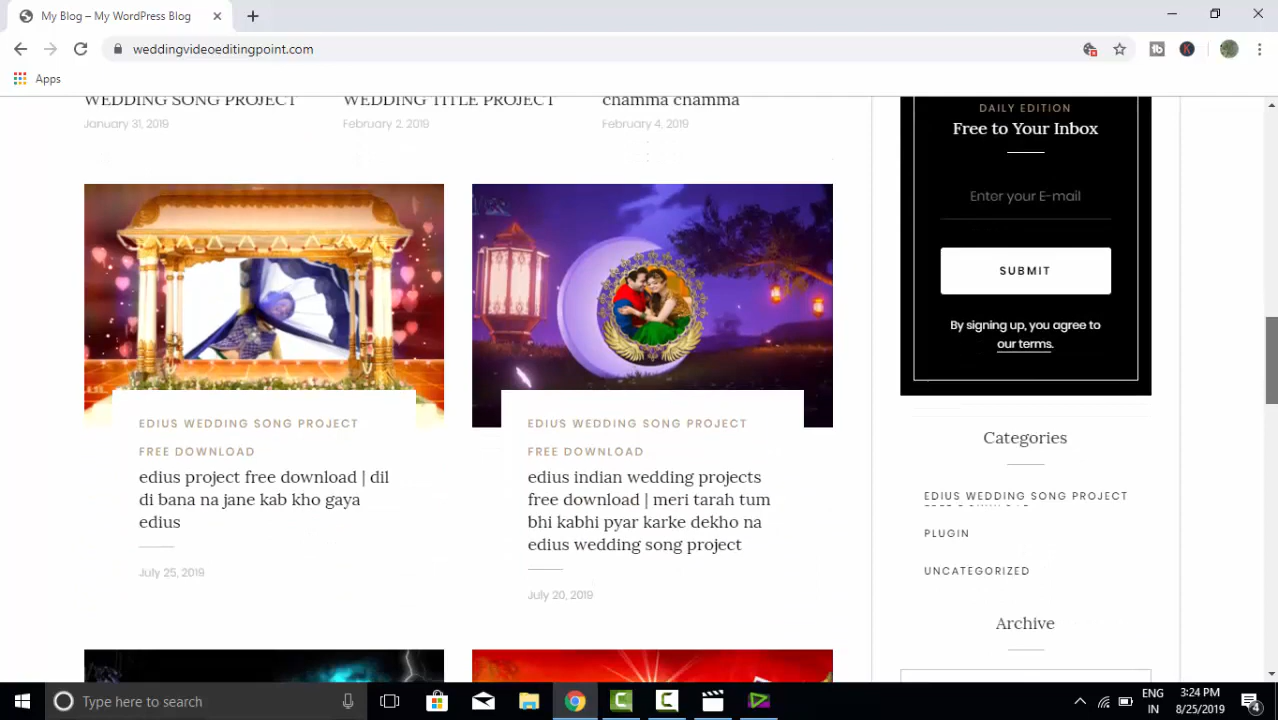 My Blog – My WordPress Blog
weddingvideoeditingpoint.com
Apps
WEDDING SONG PROJECT
January 31, 2019
WEDDING TITLE PROJECT
February 2, 2019
chamma chamma
February 4, 2019
EDIUS WEDDING SONG PROJECT
FREE DOWNLOAD
edius project free download | dil
di bana na jane kab kho gaya
edius
July 25, 2019
EDIUS WEDDING SONG PROJECT
FREE DOWNLOAD
edius indian wedding projects
free download | meri tarah tum
bhi kabhi pyar karke dekho na
edius wedding song project
July 20, 2019
DAILY EDITION
Free to Your Inbox
Enter your E-mail
SUBMIT
By signing up, you agree to
our terms.
Categories
EDIUS WEDDING SONG PROJECT
PLUGIN
UNCATEGORIZED
Archive
Type here to search
ENG
IN
3:24 PM
8/25/2019
4